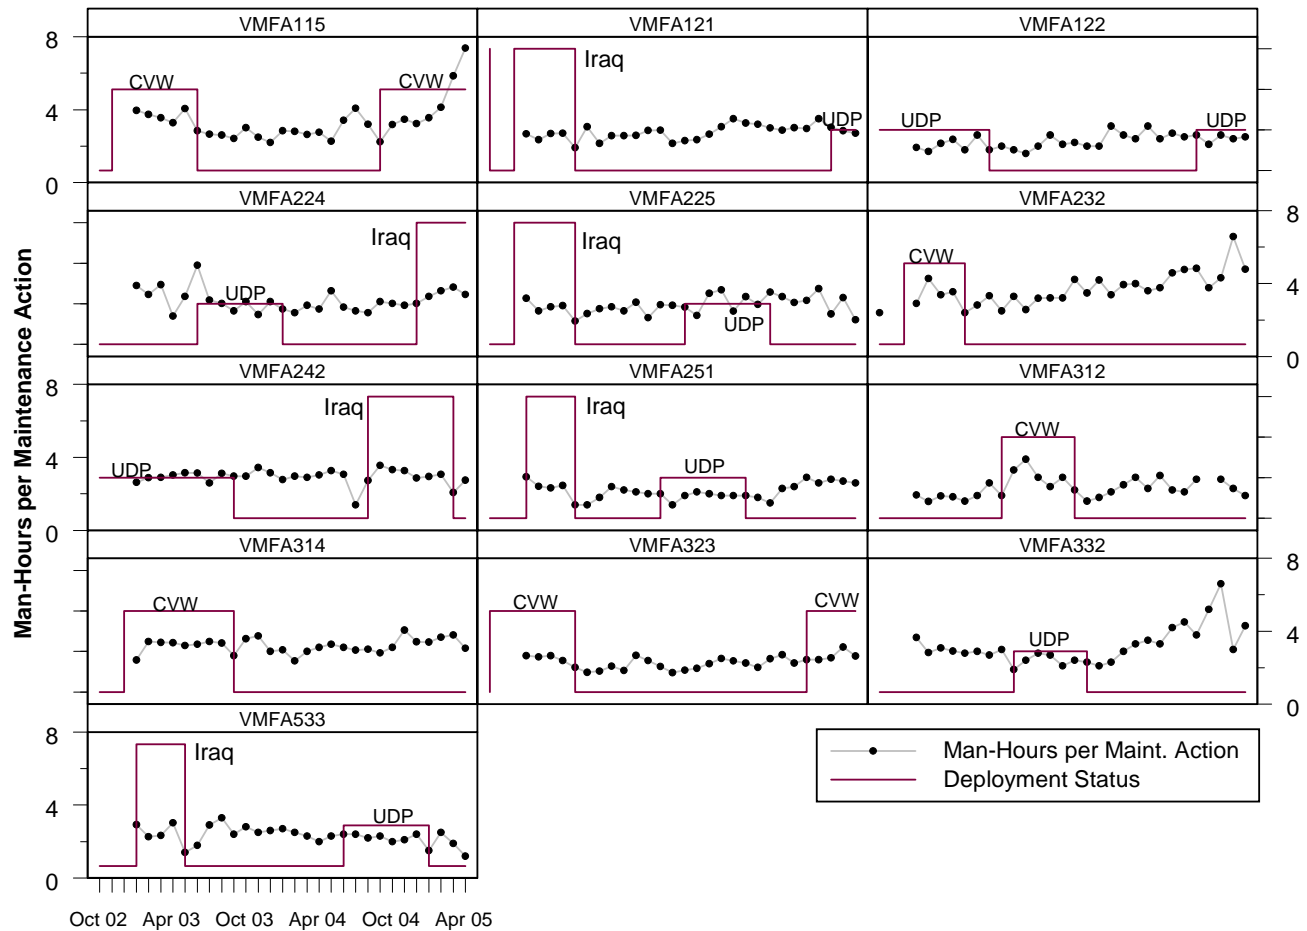 VMFA115 VMFA121 VMFA122
8
CVW CVW Iraq UDP UDP UDP
4
0
VMFA224 VMFA225 VMFA232
8
Iraq UDP Iraq UDP CVW
4
0
VMFA242 VMFA251 VMFA312
8
UDP Iraq Iraq UDP CVW
4
0
VMFA314 VMFA323 VMFA332
8
CVW CVW CVW UDP
4
0
VMFA533
8
Iraq UDP
4
0
Oct 02 Apr 03 Oct 03 Apr 04 Oct 04 Apr 05
Man-Hours per Maintenance Action
Man-Hours per Maint. Action
Deployment Status